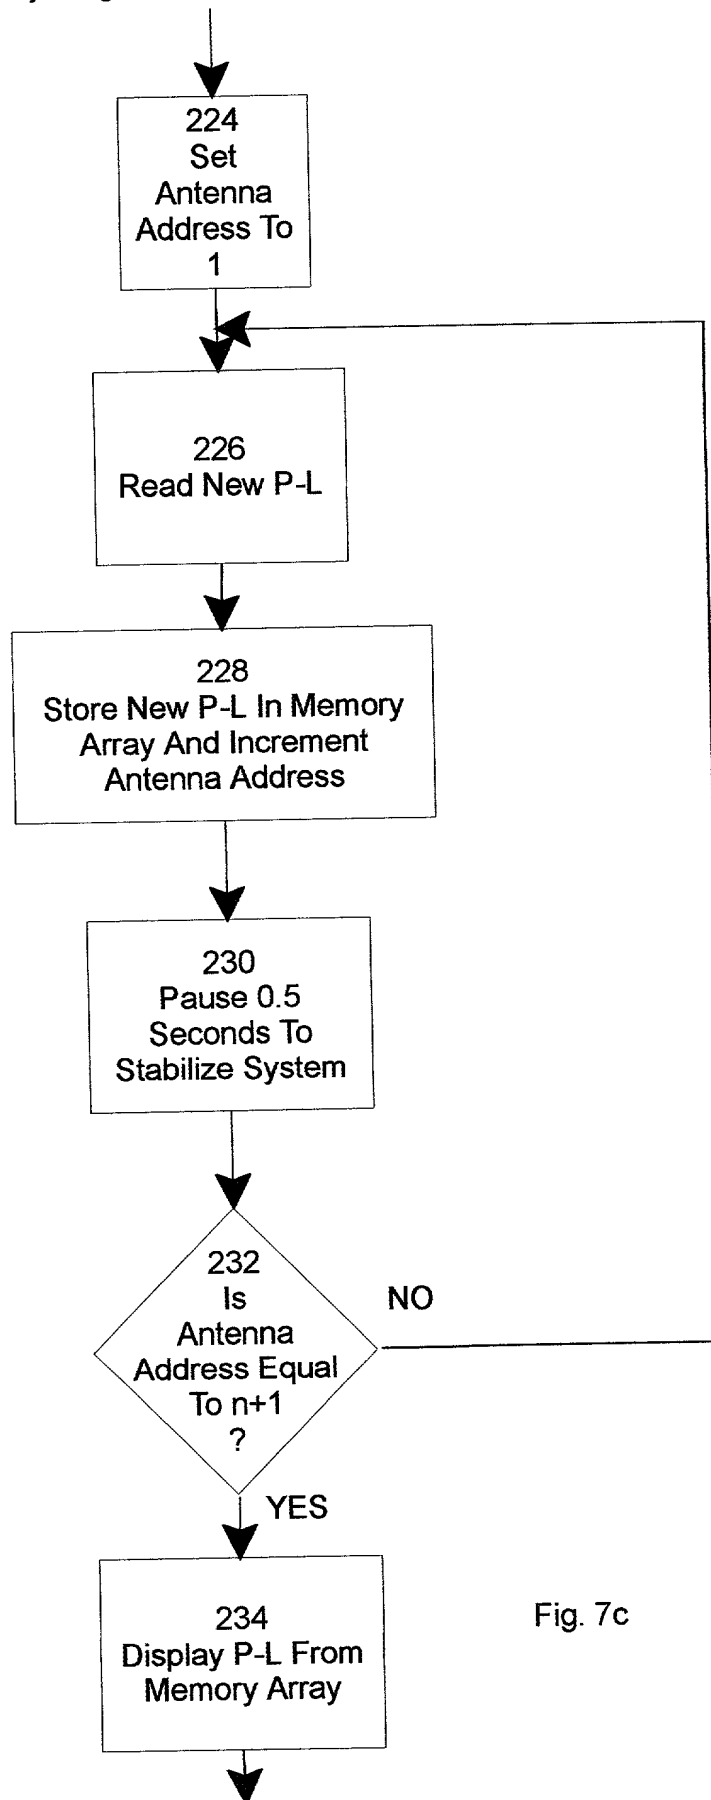 224
Set
Antenna
Address To
1
226
Read New P-L
228
Store New P-L In Memory
Array And Increment
Antenna Address
230
Pause 0.5
Seconds To
Stabilize System
232
Is
Antenna
Address Equal
To n+1
?
NO
YES
234
Display P-L From
Memory Array
Fig. 7c